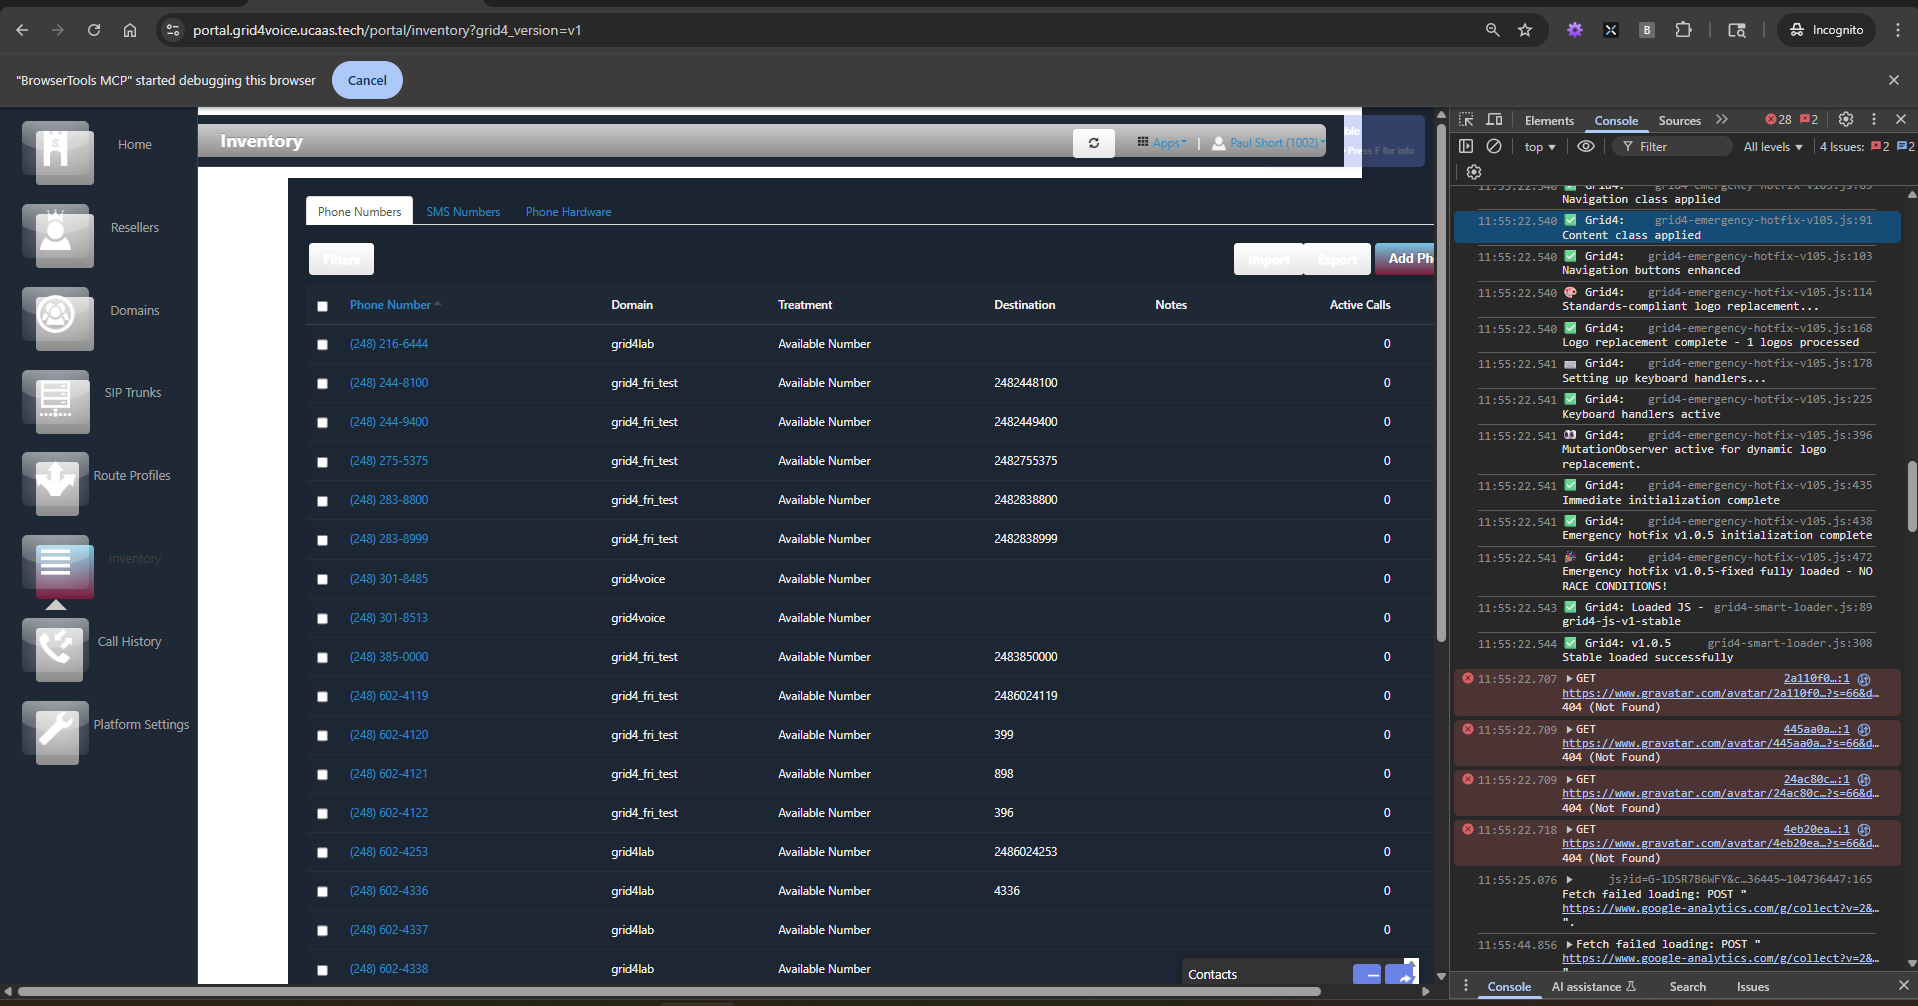 portal.grid4voice.ucaas.tech/portal/inventory?grid4_version=v1
B
Incognito
"BrowserTools MCP" started debugging this browser
Cancel
Home
Resellers
Domains
SIP Trunks
Route Profiles
Inventory
Call History
Platform Settings
Inventory
Apps
Paul Short (1002)
ble
Press F for info
Phone Numbers
SMS Numbers
Phone Hardware
Filters
Import
Export
Add Ph
Phone Number Domain Treatment Destination Notes Active Calls
(248) 216-6444 grid4lab Available Number 0
(248) 244-8100 grid4_fri_test Available Number 2482448100 0
(248) 244-9400 grid4_fri_test Available Number 2482449400 0
(248) 275-5375 grid4_fri_test Available Number 2482755375 0
(248) 283-8800 grid4_fri_test Available Number 2482838800 0
(248) 283-8999 grid4_fri_test Available Number 2482838999 0
(248) 301-8485 grid4voice Available Number 0
(248) 301-8513 grid4voice Available Number 0
(248) 385-0000 grid4_fri_test Available Number 2483850000 0
(248) 602-4119 grid4_fri_test Available Number 2486024119 0
(248) 602-4120 grid4_fri_test Available Number 399 0
(248) 602-4121 grid4_fri_test Available Number 898 0
(248) 602-4122 grid4_fri_test Available Number 396 0
(248) 602-4253 grid4lab Available Number 2486024253 0
(248) 602-4336 grid4lab Available Number 4336 0
(248) 602-4337 grid4lab Available Number 0
(248) 602-4338 grid4lab Available Number
Contacts
Elements Console Sources 28 2
top Filter All levels 4 Issues: 2 2
11:55:22.540 Grid4: grid4-emergency-hotfix-v105.js:85
Navigation class applied
11:55:22.540 Grid4: grid4-emergency-hotfix-v105.js:91
Content class applied
11:55:22.540 Grid4: grid4-emergency-hotfix-v105.js:103
Navigation buttons enhanced
11:55:22.540 Grid4: grid4-emergency-hotfix-v105.js:114
Standards-compliant logo replacement...
11:55:22.540 Grid4: grid4-emergency-hotfix-v105.js:168
Logo replacement complete - 1 logos processed
11:55:22.541 Grid4: grid4-emergency-hotfix-v105.js:178
Setting up keyboard handlers...
11:55:22.541 Grid4: grid4-emergency-hotfix-v105.js:225
Keyboard handlers active
11:55:22.541 Grid4: grid4-emergency-hotfix-v105.js:396
MutationObserver active for dynamic logo
replacement.
11:55:22.541 Grid4: grid4-emergency-hotfix-v105.js:435
Immediate initialization complete
11:55:22.541 Grid4: grid4-emergency-hotfix-v105.js:438
Emergency hotfix v1.0.5 initialization complete
11:55:22.541 Grid4: grid4-emergency-hotfix-v105.js:472
Emergency hotfix v1.0.5-fixed fully loaded - NO
RACE CONDITIONS!
11:55:22.543 Grid4: Loaded JS - grid4-smart-loader.js:89
grid4-js-v1-stable
11:55:22.544 Grid4: v1.0.5 grid4-smart-loader.js:308
Stable loaded successfully
11:55:22.707 GET 2a110f0…:1
https://www.gravatar.com/avatar/2a110f0…?s=66&d…
404 (Not Found)
11:55:22.709 GET 445aa0a…:1
https://www.gravatar.com/avatar/445aa0a…?s=66&d…
404 (Not Found)
11:55:22.709 GET 24ac80c…:1
https://www.gravatar.com/avatar/24ac80c…?s=66&d…
404 (Not Found)
11:55:22.718 GET 4eb20ea…:1
https://www.gravatar.com/avatar/4eb20ea…?s=66&d…
404 (Not Found)
11:55:25.076 js?id=G-1DSR7B6WFY&c…36445~104736447:165
Fetch failed loading: POST "
https://www.google-analytics.com/g/collect?v=2&…
".
11:55:44.856 Fetch failed loading: POST "
https://www.google-analytics.com/g/collect?v=2&…
Console AI assistance Search Issues